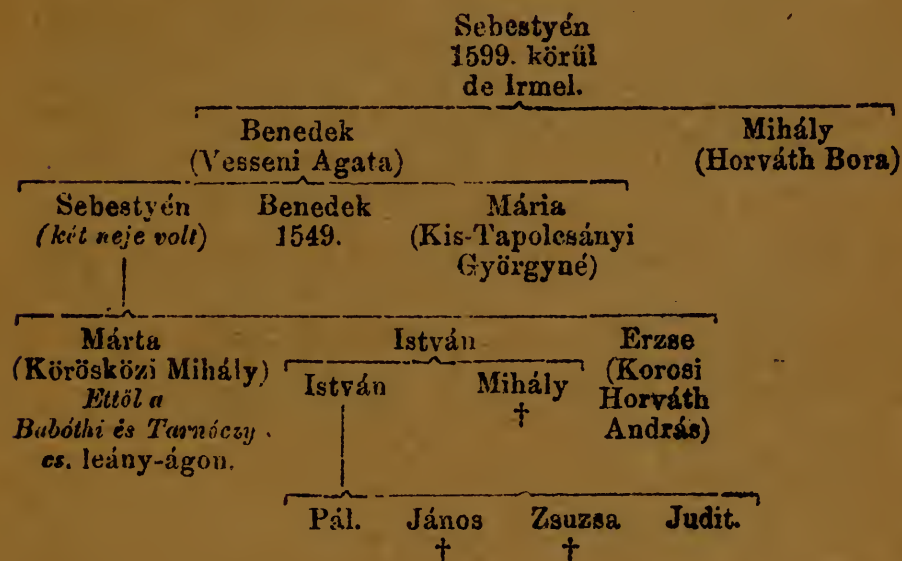 Sebestyén
1599. körűl
de Irmel.
Benedek
(Vesseni Agata)
Mihály
(Horváth Bora)
Sebestyén
(két neje volt)
Benedek
1549.
Mária
(Kis-Tapolcsányi
Györgyné)
Márta
(Körösközi Mihály)
Ettől a
Babóthi és Tarnóczy
cs. leány-ágon.
István
István
Mihály
†
Erzse
(Korosi
Horváth
András)
Pál.
János
†
Zsuzsa
†
Judit.